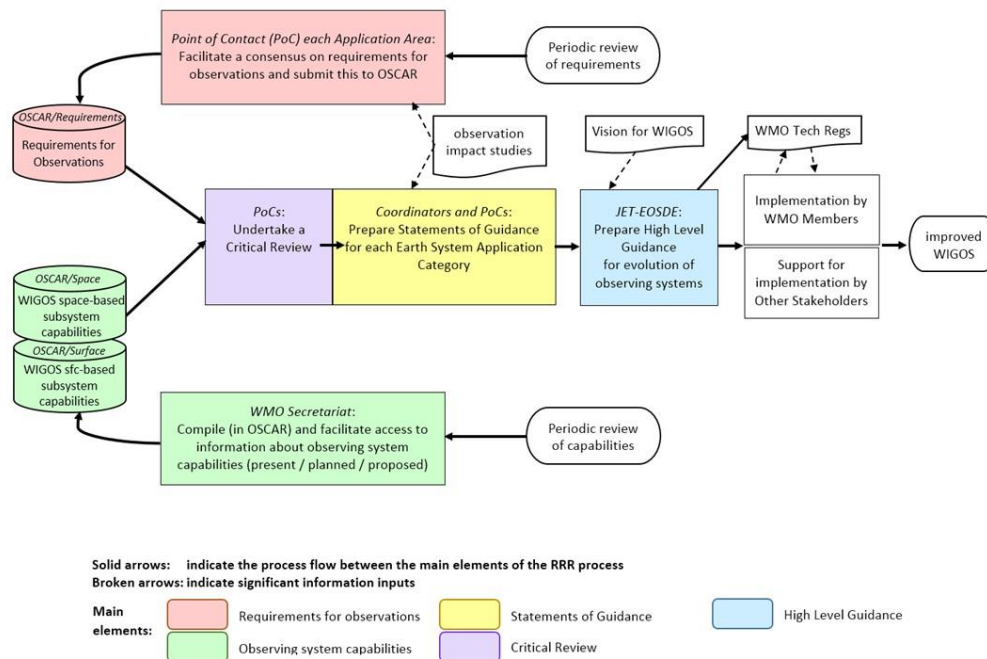 Point of Contact (PoC) each Application Area:
Facilitate a consensus on requirements for
observations and submit this to OSCAR
Periodic review
of requirements
OSCAR/Requirements
Requirements for
Observations
observation
impact studies
Vision for WIGOS
WMO Tech Regs
PoCs:
Undertake a
Critical Review
Coordinators and PoCs:
Prepare Statements of Guidance
for each Earth System Application
Category
JET-EOSDE:
Prepare High Level
Guidance
for evolution of
observing systems
Implementation by
WMO Members
Support for
implementation by
Other Stakeholders
improved
WIGOS
OSCAR/Space
WIGOS space-based
subsystem
capabilities
OSCAR/Surface
WIGOS sfc-based
subsystem
capabilities
WMO Secretariat:
Compile (in OSCAR) and facilitate access to
information about observing system
capabilities (present / planned / proposed)
Periodic review
of capabilities
Solid arrows: indicate the process flow between the main elements of the RRR process
Broken arrows: indicate significant information inputs
Main
elements:
Requirements for observations
Statements of Guidance
High Level Guidance
Observing system capabilities
Critical Review